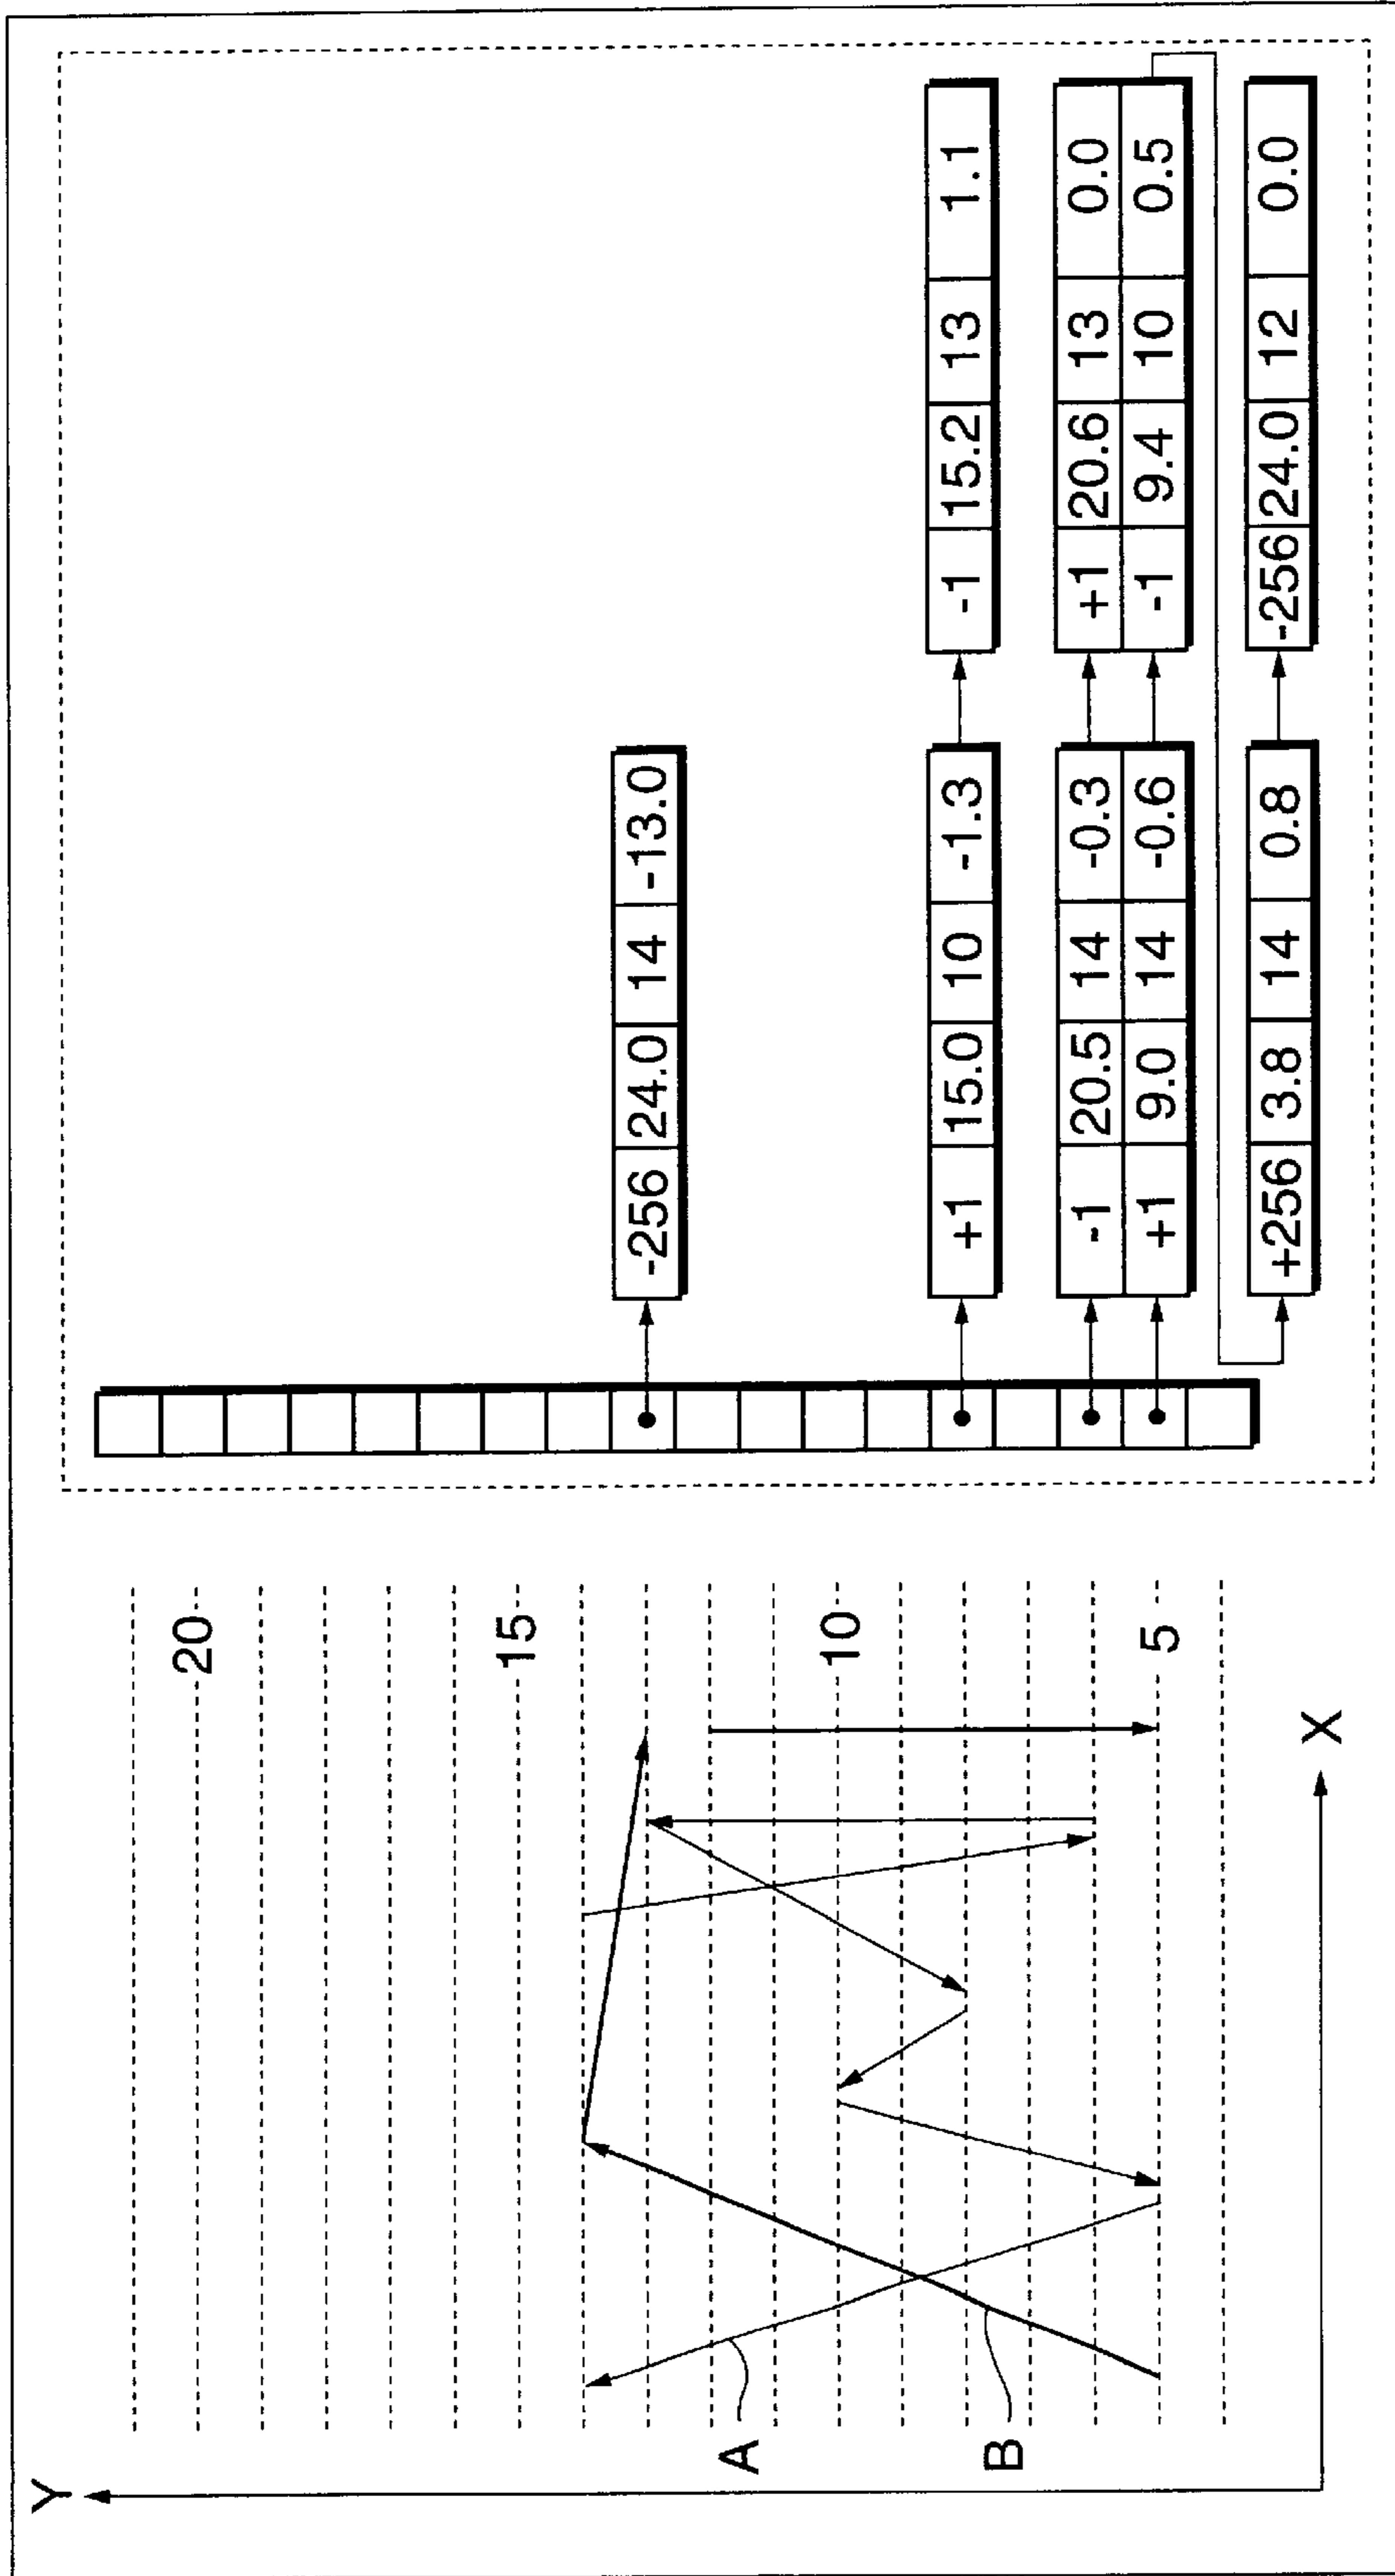 Y
20
15
10
5
X
A
B
-256 24.0 14 -13.0
+1 15.0 10 -1.3
-1 15.2 13 1.1
-1 20.5 14 -0.3
+1 20.6 13 0.0
+1 9.0 14 -0.6
-1 9.4 10 0.5
+256 3.8 14 0.8
-256 24.0 12 0.0